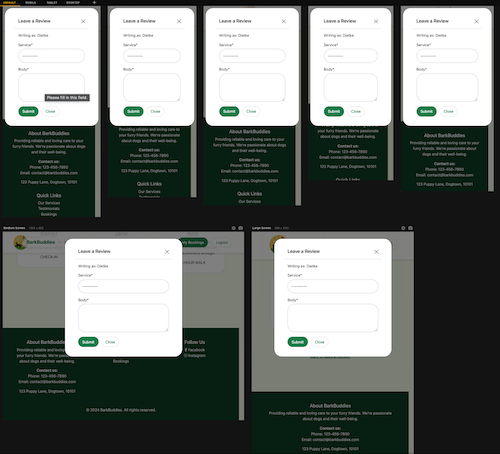 DEFAULT MOBILE TABLET DESKTOP +
Leave a Review
Writing as: Dielke
Service*
---------
Body*
Please fill in this field.
Submit Close
About BarkBuddies
Providing reliable and loving care to your
furry friends. We're passionate about dogs
and their well-being.
Contact us:
Phone: 123-456-7890
Email: contact@barkbuddies.com
123 Puppy Lane, Dogtown, 10101
Quick Links
Our Services
Testimonials
Bookings
Leave a Review
Writing as: Dielke
Service*
---------
Body*
Submit Close
About BarkBuddies
Providing reliable and loving care to your
furry friends. We're passionate about dogs
and their well-being.
Contact us:
Phone: 123-456-7890
Email: contact@barkbuddies.com
123 Puppy Lane, Dogtown, 10101
Quick Links
Our Services
Leave a Review
Writing as: Dielke
Service*
---------
Body*
Submit Close
About BarkBuddies
Providing reliable and loving care to your
furry friends. We're passionate about dogs
and their well-being.
Contact us:
Phone: 123-456-7890
Email: contact@barkbuddies.com
123 Puppy Lane, Dogtown, 10101
Quick Links
Leave a Review
Writing as: Dielke
Service*
---------
Body*
Submit Close
Providing reliable and loving care to your
furry friends. We're passionate about dogs
and their well-being.
Contact us:
Phone: 123-456-7890
Email: contact@barkbuddies.com
123 Puppy Lane, Dogtown, 10101
Quick Links
Leave a Review
Writing as: Dielke
Service*
---------
Body*
Submit Close
About BarkBuddies
Providing reliable and loving care to your
furry friends. We're passionate about dogs
and their well-being.
Contact us:
Phone: 123-456-7890
Email: contact@barkbuddies.com
123 Puppy Lane, Dogtown, 10101
BarkBuddies My Bookings Logout
CHECK-IN
Leave a Review
Writing as: Dielke
Service*
---------
Body*
Submit Close
About BarkBuddies
Providing reliable and loving care to your
furry friends. We're passionate
about dogs and their well-being.
Contact us:
Phone: 123-456-7890
Email: contact@barkbuddies.com
123 Puppy Lane, Dogtown, 10101
Bookings
Follow Us
Facebook
Instagram
© 2024 BarkBuddies. All rights reserved.
Leave a Review
Writing as: Dielke
Service*
---------
Body*
Submit Close
About BarkBuddies
Providing reliable and loving care to your
furry friends. We're passionate about dogs
and their well-being.
Contact us:
Phone: 123-456-7890
Email: contact@barkbuddies.com
123 Puppy Lane, Dogtown, 10101